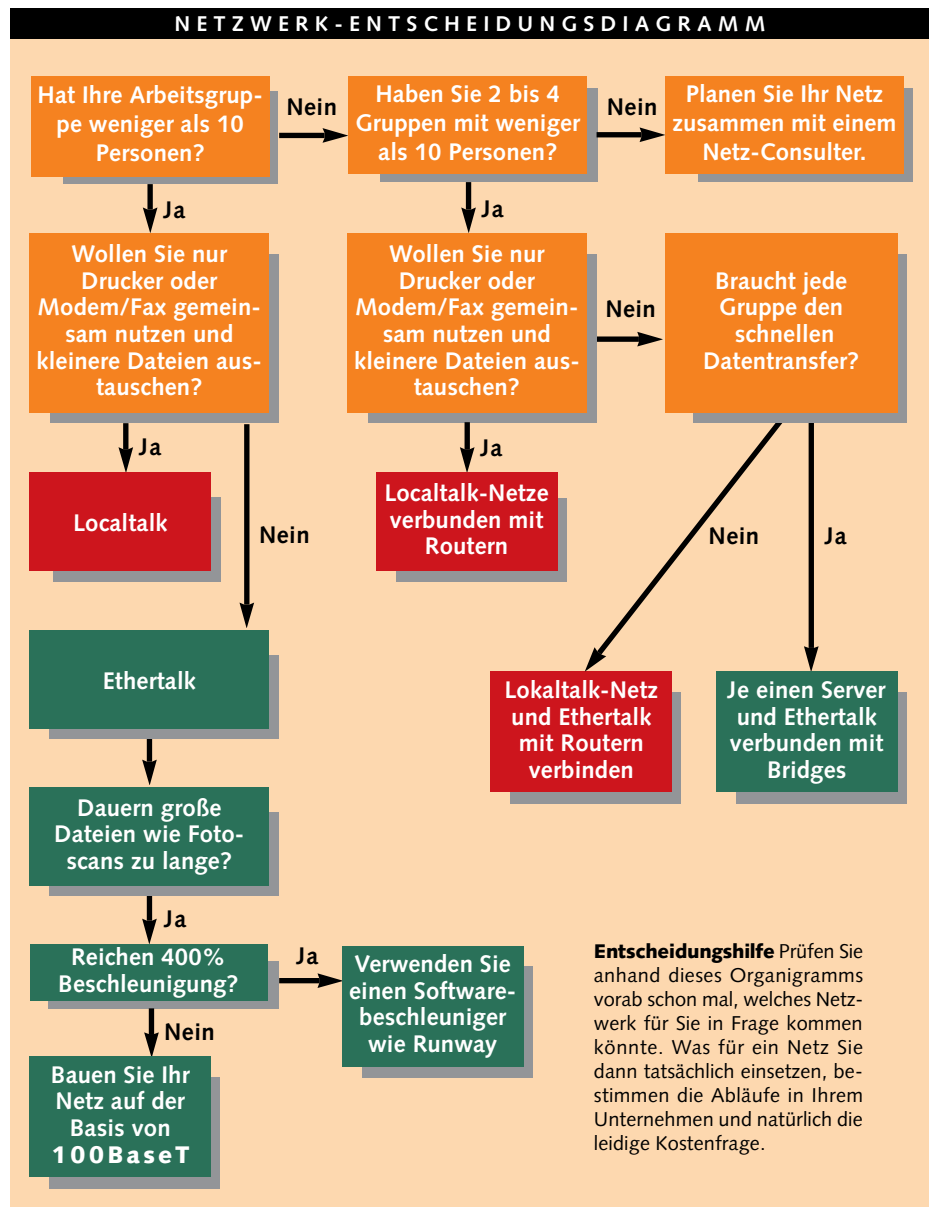 NETZWERK-ENTSCHEIDUNGSDIAGRAMM
Hat Ihre Arbeitsgrup-
pe weniger als 10
Personen?
Nein
Haben Sie 2 bis 4
Gruppen mit weniger
als 10 Personen?
Nein
Planen Sie Ihr Netz
zusammen mit einem
Netz-Consulter.
Ja
Ja
Wollen Sie nur
Drucker oder
Modem/Fax gemein-
sam nutzen und
kleinere Dateien aus-
tauschen?
Wollen Sie nur
Drucker oder
Modem/Fax gemein-
sam nutzen und
kleinere Dateien aus-
tauschen?
Nein
Braucht jede
Gruppe den
schnellen
Datentransfer?
Ja
Nein
Ja
Localtalk
Localtalk-Netze
verbunden mit
Routern
Nein
Ja
Ethertalk
Lokaltalk-Netz
und Ethertalk
mit Routern
verbinden
Je einen Server
und Ethertalk
verbunden mit
Bridges
Dauern große
Dateien wie Foto-
scans zu lange?
Ja
Reichen 400%
Beschleunigung?
Ja
Verwenden Sie
einen Software-
beschleuniger
wie Runway
Nein
Bauen Sie Ihr
Netz auf der
Basis von
100BaseT
Entscheidungshilfe Prüfen Sie
anhand dieses Organigramms
vorab schon mal, welches Netz-
werk für Sie in Frage kommen
könnte. Was für ein Netz Sie
dann tatsächlich einsetzen, be-
stimmen die Abläufe in Ihrem
Unternehmen und natürlich die
leidige Kostenfrage.